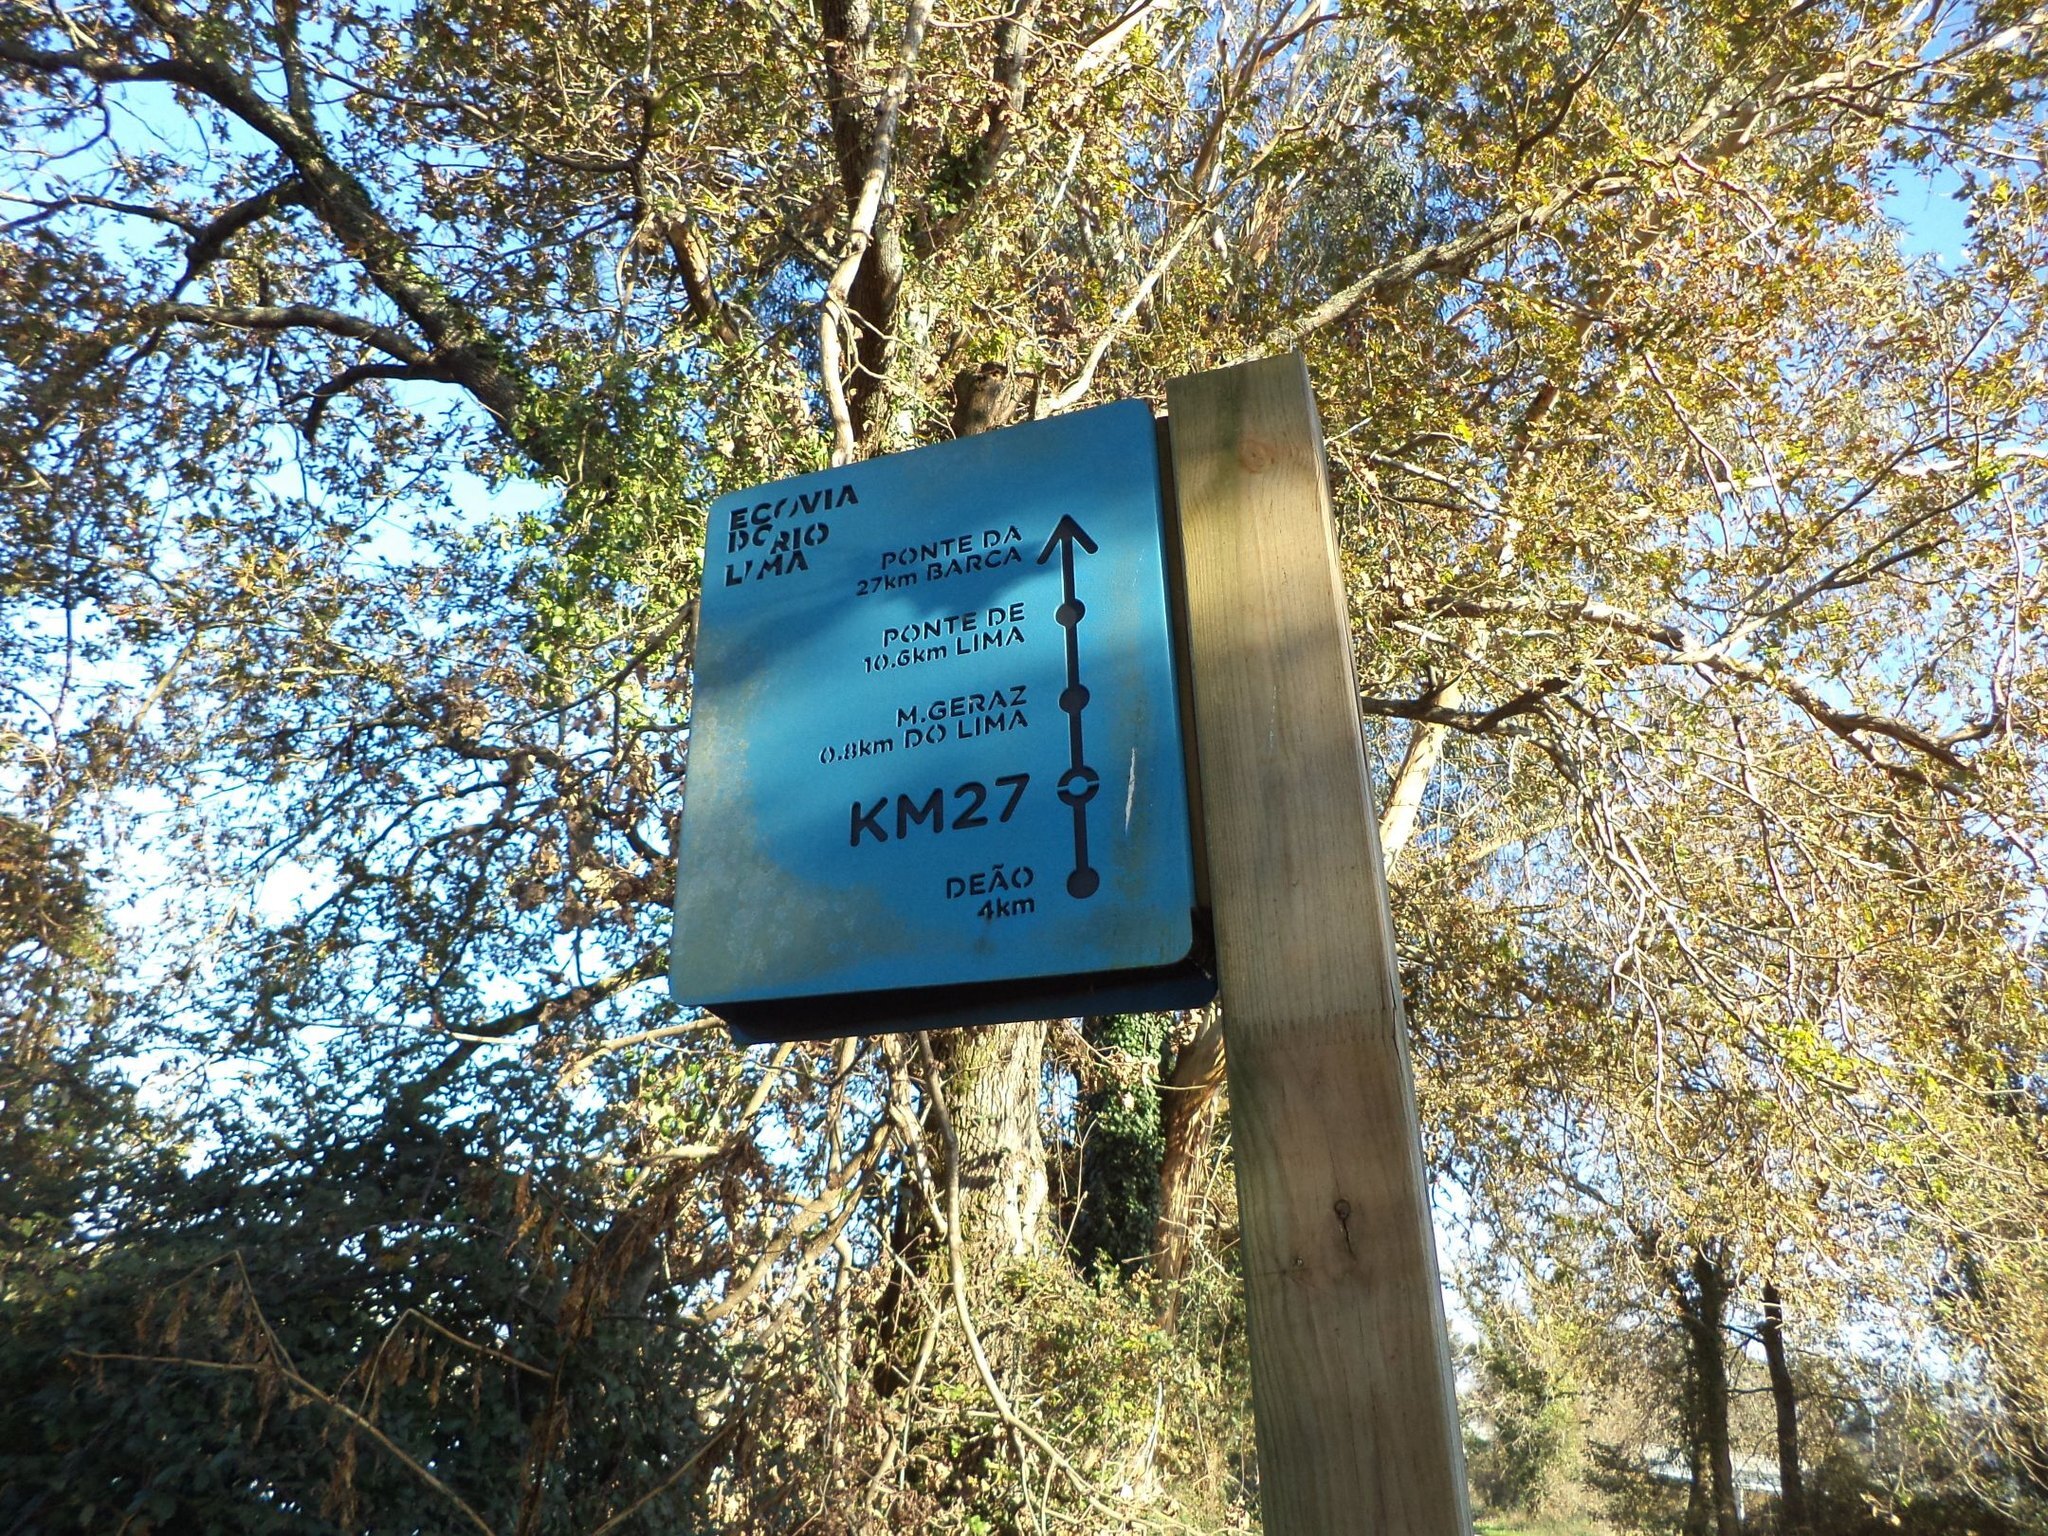 ECOVIA
DO RIO
LIMA
PONTE DA
27km BARCA
PONTE DE
10.6km LIMA
M.GERAZ
0.8km DO LIMA
KM27
DEÃO
4km